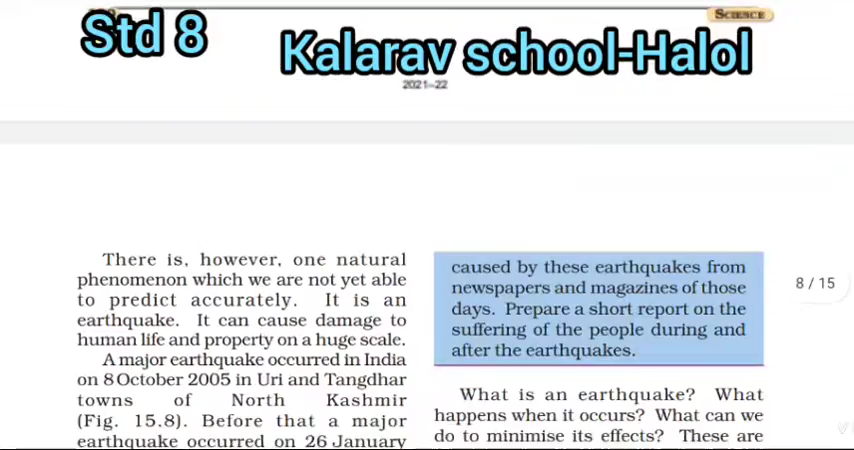 SCIENCE
Std 8
Kalarav school-Halol
2021–22
There is, however, one natural
phenomenon which we are not yet able
to predict accurately. It is an
earthquake. It can cause damage to
human life and property on a huge scale.
A major earthquake occurred in India
on 8 October 2005 in Uri and Tangdhar
towns of North Kashmir
(Fig. 15.8). Before that a major
earthquake occurred on 26 January
caused by these earthquakes from
newspapers and magazines of those
days. Prepare a short report on the
suffering of the people during and
after the earthquakes.
What is an earthquake? What
happens when it occurs? What can we
do to minimise its effects? These are
8 / 15